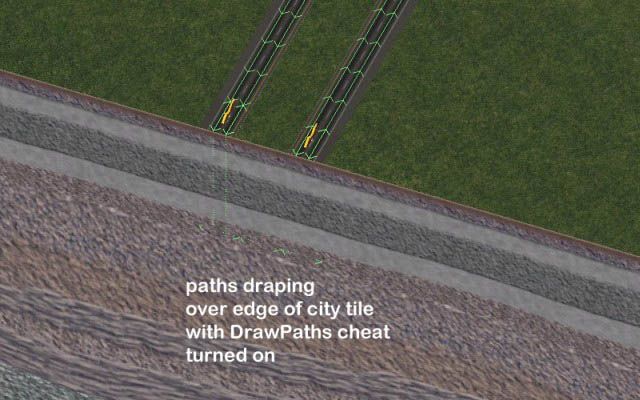 paths draping
over edge of city tile
with DrawPaths cheat
turned on